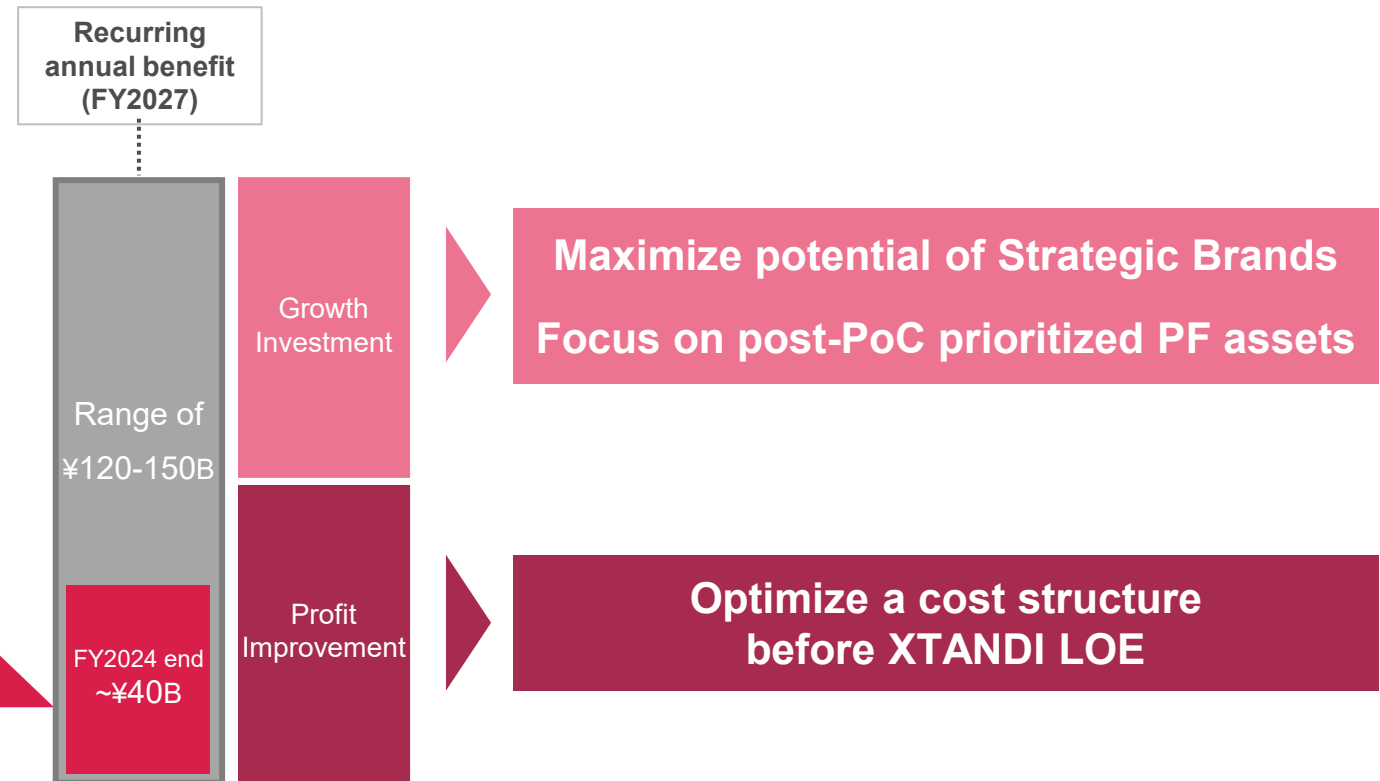 Recurring
annual benefit
(FY2027)
Range of
¥120-150B
FY2024 end
~¥40B
Growth
Investment
Profit
Improvement
Maximize potential of Strategic Brands
Focus on post-PoC prioritized PF assets
Optimize a cost structure
before XTANDI LOE